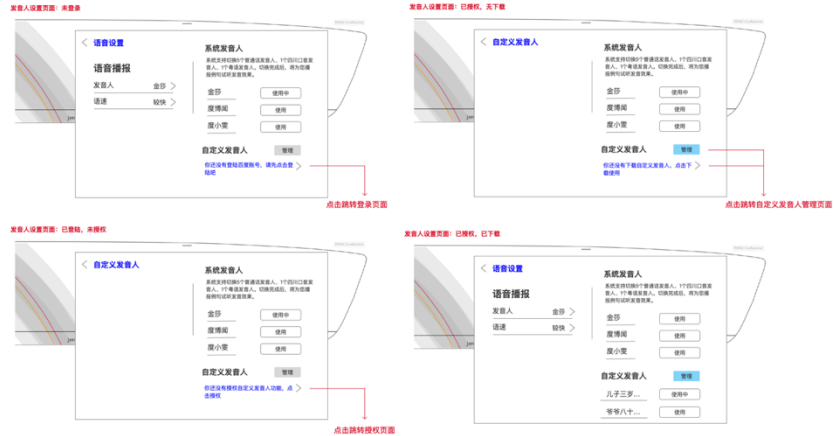 发音人设置页面：未登录
语音设置
语音播报
发音人 金莎
语速 较快
系统发音人
系统支持切换5个普通话发音人，1个四川口音发
音人，1个粤语发音人。切换完成后，将为您播
报例句试听发音效果。
金莎 使用中
度博闻 使用
度小雯 使用
自定义发音人 管理
你还没有登陆百度账号，请先点击登
陆吧
点击跳转登录页面
发音人设置页面：已授权，无下载
自定义发音人
系统发音人
系统支持切换5个普通话发音人，1个四川口音发
音人，1个粤语发音人。切换完成后，将为您播
报例句试听发音效果。
金莎 使用中
度博闻 使用
度小雯 使用
自定义发音人 管理
你还没有下载自定义发音人，点击下
载使用
点击跳转自定义发音人管理页面
发音人设置页面：已登陆，未授权
自定义发音人
系统发音人
系统支持切换5个普通话发音人，1个四川口音发
音人，1个粤语发音人。切换完成后，将为您播
报例句试听发音效果。
金莎 使用中
度博闻 使用
度小雯 使用
自定义发音人 管理
你还没有授权自定义发音人功能，点
击授权
点击跳转授权页面
发音人设置页面：已授权，已下载
语音设置
语音播报
发音人 金莎
语速 较快
系统发音人
系统支持切换5个普通话发音人，1个四川口音发
音人，1个粤语发音人。切换完成后，将为您播
报例句试听发音效果。
金莎 使用
度博闻 使用
度小雯 使用
自定义发音人 管理
儿子三岁... 使用中
爷爷八十... 使用